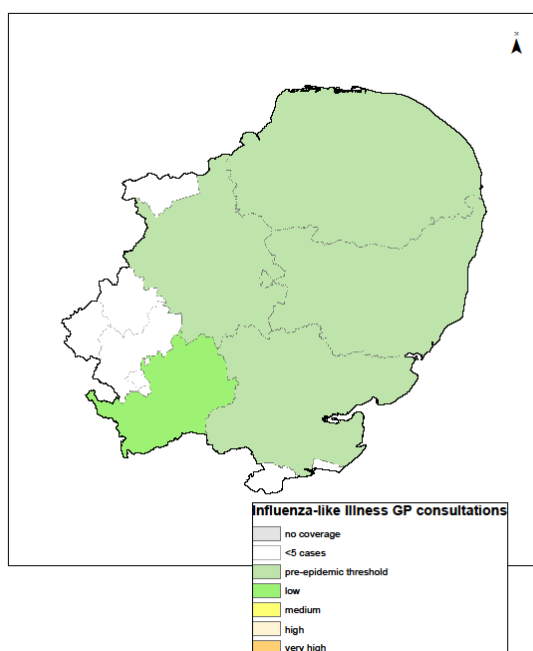 Influenza-like Illness GP consultations
no coverage
<5 cases
pre-epidemic threshold
low
medium
high
very high